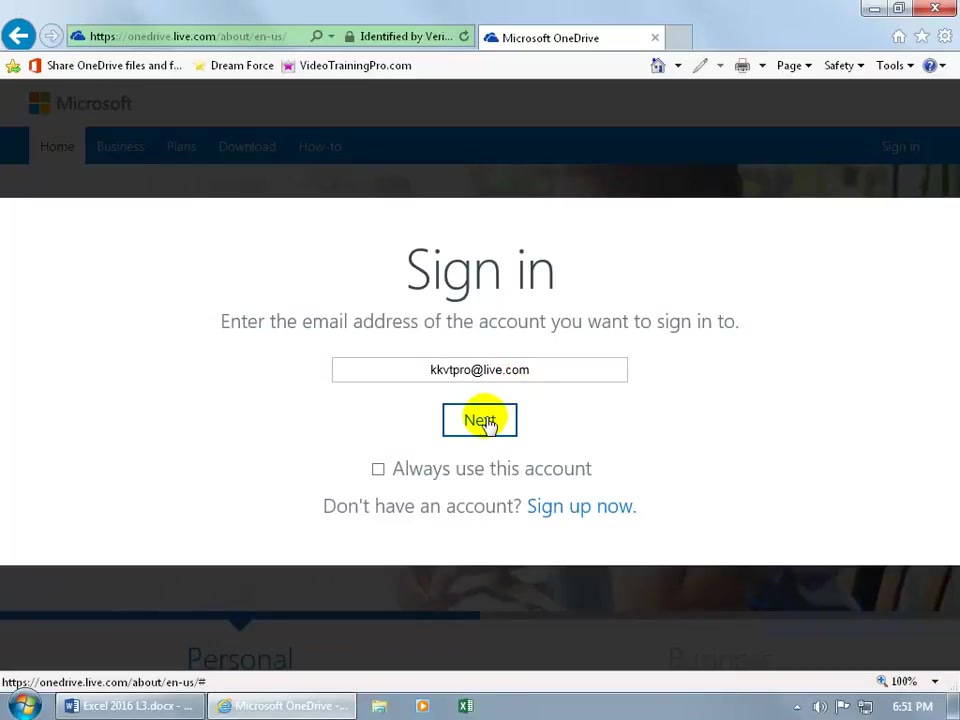 https://onedrive.live.com/about/en-us/
Identified by Veri...
Microsoft OneDrive
Share OneDrive files and f...
Dream Force
VideoTrainingPro.com
Page
Safety
Tools
Microsoft
Home
Business
Plans
Download
How-to
Sign in
Sign in
Enter the email address of the account you want to sign in to.
kkvtpro@live.com
Next
Always use this account
Don't have an account? Sign up now.
Personal
Business
https://onedrive.live.com/about/en-us/#
100%
Excel 2016 L3.docx - ...
Microsoft OneDrive -...
6:51 PM